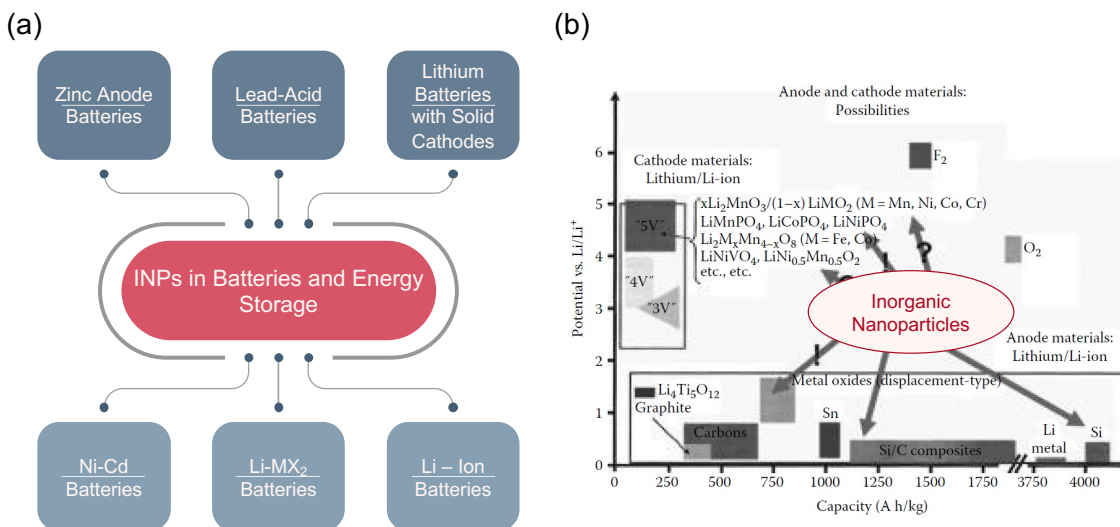 (a)
Zinc Anode
Batteries
Lead-Acid
Batteries
Lithium
Batteries
with Solid
Cathodes
INPs in Batteries and Energy
Storage
Ni-Cd
Batteries
Li-MX₂
Batteries
Li – Ion
Batteries
(b)
Anode and cathode materials:
Possibilities
Potential vs. Li/Li⁺
6
5
4
3
2
1
0
F₂
O₂
Cathode materials:
Lithium/Li-ion
"5V"
"4V"
"3V"
xLi₂MnO₃/(1−x) LiMO₂ (M = Mn, Ni, Co, Cr)
LiMnPO₄, LiCoPO₄, LiNiPO₄
Li₂MₓMn₄₋ₓO₈ (M = Fe, Co)
LiNiVO₄, LiNi₀.₅Mn₀.₅O₂
etc., etc.
!
?
Inorganic
Nanoparticles
!
Anode materials:
Lithium/Li-ion
Metal oxides (displacement-type)
Li₄Ti₅O₁₂
Graphite
Carbons
Sn
Si/C composites
Li
metal
Si
0 250 500 750 1000 1250 1500 1750 3750 4000
Capacity (A h/kg)